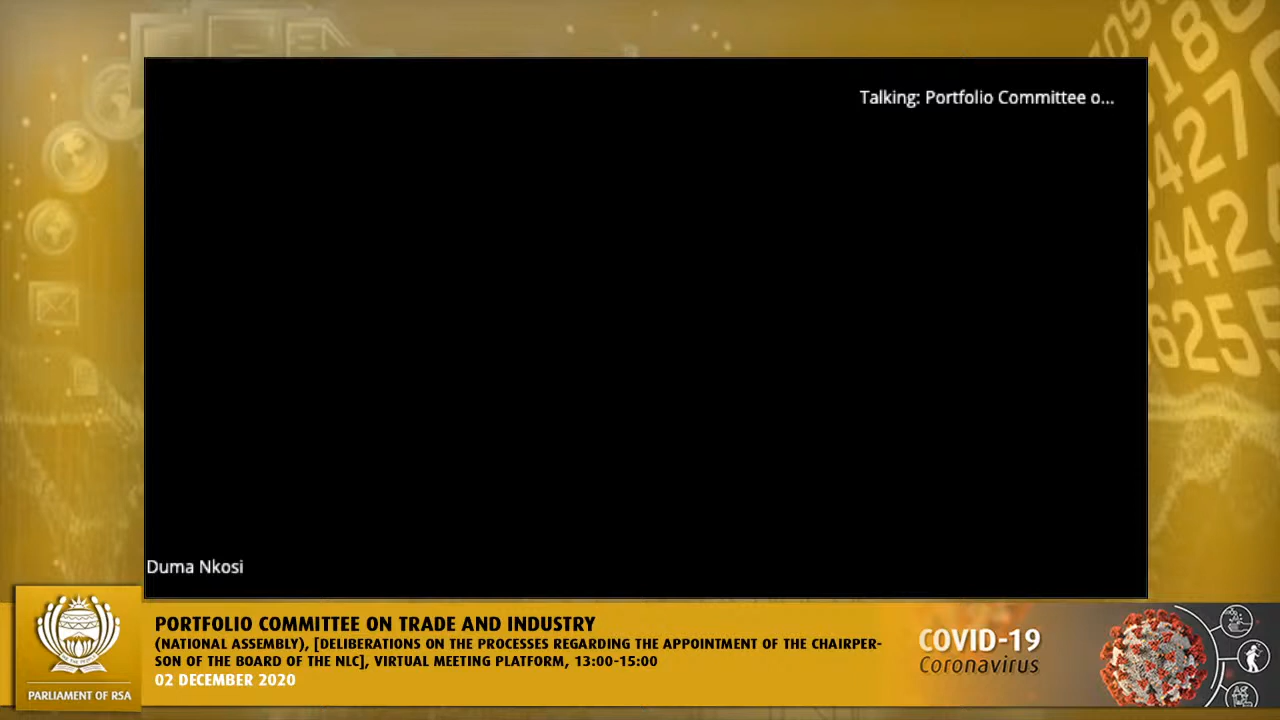 Talking: Portfolio Committee o...
Duma Nkosi
PORTFOLIO COMMITTEE ON TRADE AND INDUSTRY
(NATIONAL ASSEMBLY), [DELIBERATIONS ON THE PROCESSES REGARDING THE APPOINTMENT OF THE CHAIRPER-
SON OF THE BOARD OF THE NLC], VIRTUAL MEETING PLATFORM, 13:00-15:00
02 DECEMBER 2020
PARLIAMENT OF RSA
COVID-19
Coronavirus